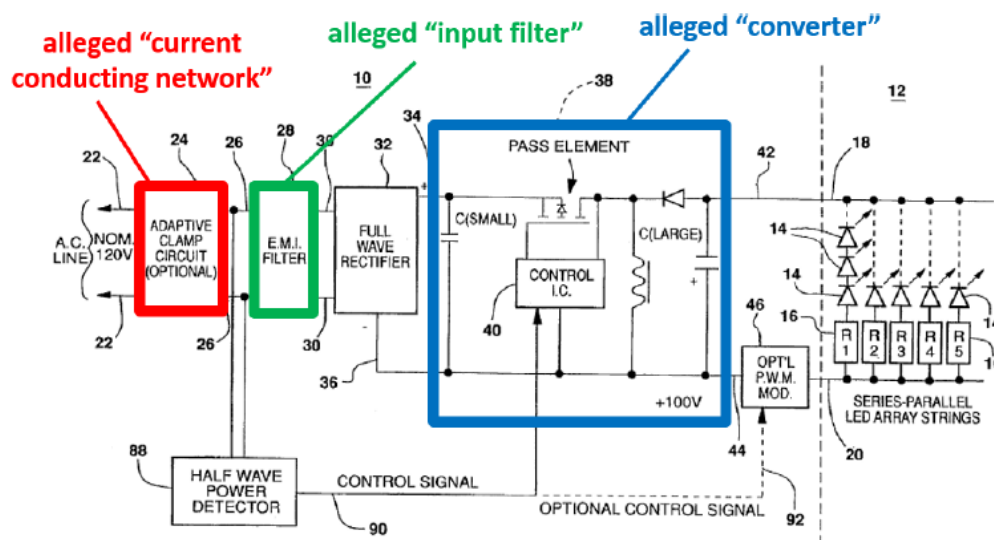 alleged “current
conducting network”
alleged “input filter”
alleged “converter”
10
38
12
22
24
26
28
30
32
34
PASS ELEMENT
42
18
A.C.
LINE
NOM.
120V
ADAPTIVE
CLAMP
CIRCUIT
(OPTIONAL)
E.M.I.
FILTER
FULL
WAVE
RECTIFIER
+
-
C(SMALL)
CONTROL
I.C.
40
C(LARGE)
+
14
14
14
22
26
30
36
46
16
R
1
R
2
R
3
R
4
R
5
16
OPT'L
P.W.M.
MOD.
+100V
44
20
SERIES-PARALLEL
LED ARRAY STRINGS
88
HALF WAVE
POWER
DETECTOR
CONTROL SIGNAL
90
OPTIONAL CONTROL SIGNAL
92